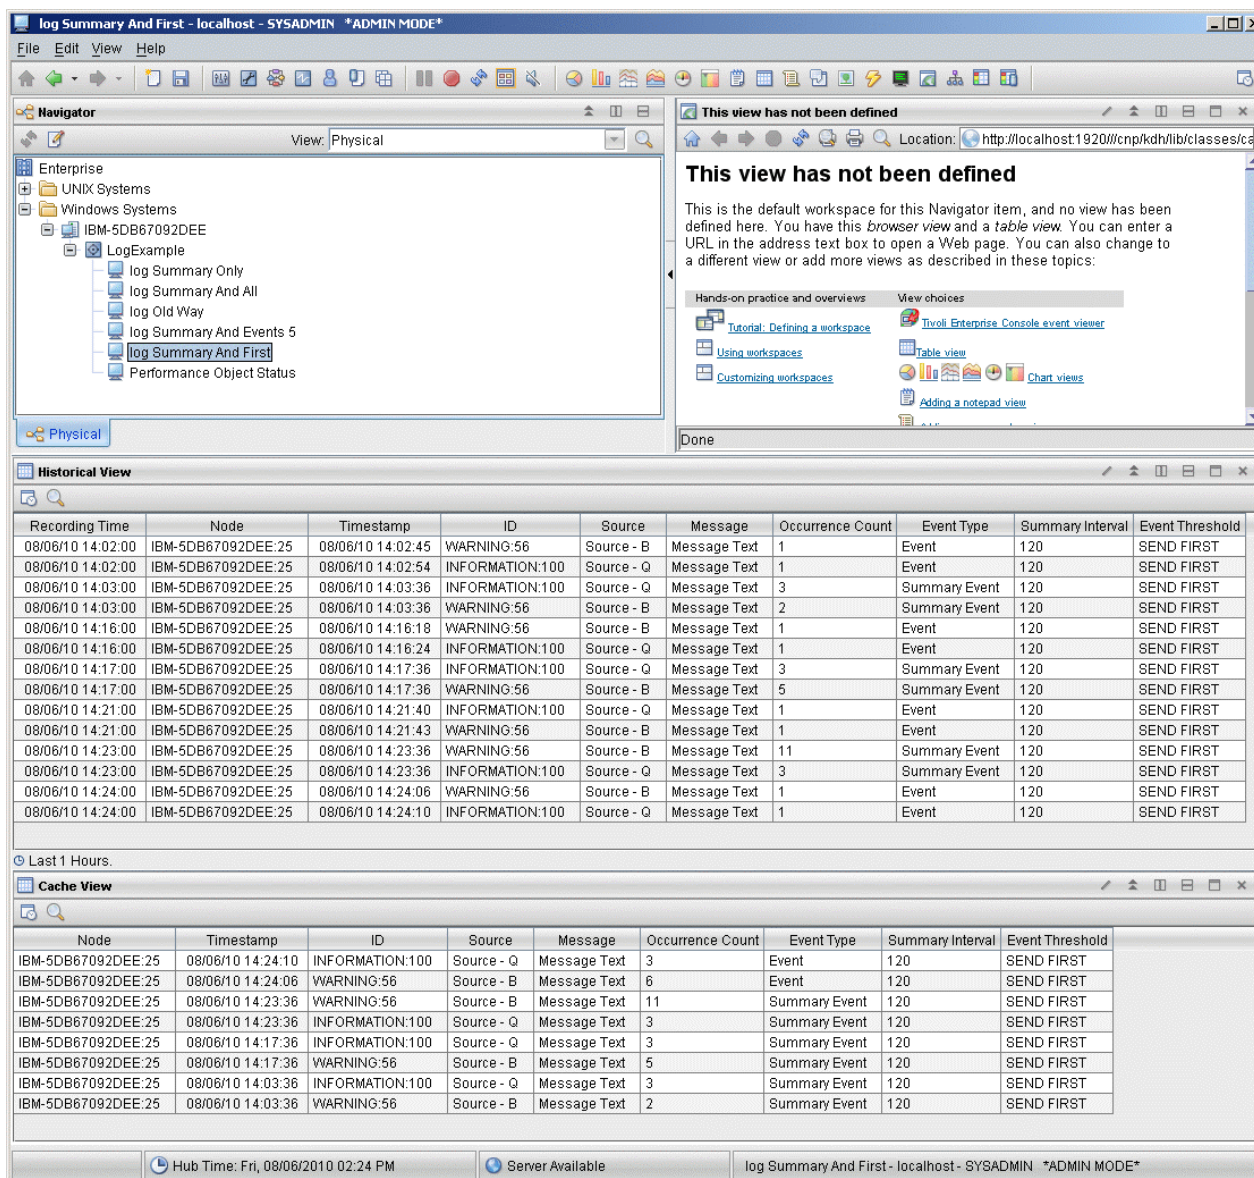 log Summary And First - localhost - SYSADMIN *ADMIN MODE*
File Edit View Help
Navigator
View: Physical
Enterprise
UNIX Systems
Windows Systems
IBM-5DB67092DEE
LogExample
log Summary Only
log Summary And All
log Old Way
log Summary And Events 5
log Summary And First
Performance Object Status
Physical
This view has not been defined
Location: http://localhost:1920///cnp/kdh/lib/classes/ca
This view has not been defined
This is the default workspace for this Navigator item, and no view has been
defined here. You have this browser view and a table view. You can enter a
URL in the address text box to open a Web page. You can also change to
a different view or add more views as described in these topics:
Hands-on practice and overviews View choices
Tutorial: Defining a workspace Tivoli Enterprise Console event viewer
Using workspaces Table view
Customizing workspaces Chart views
Adding a notepad view
Done
Historical View
Recording Time Node Timestamp ID Source Message Occurrence Count Event Type Summary Interval Event Threshold
08/06/10 14:02:00 IBM-5DB67092DEE:25 08/06/10 14:02:45 WARNING:56 Source - B Message Text 1 Event 120 SEND FIRST
08/06/10 14:02:00 IBM-5DB67092DEE:25 08/06/10 14:02:54 INFORMATION:100 Source - Q Message Text 1 Event 120 SEND FIRST
08/06/10 14:03:00 IBM-5DB67092DEE:25 08/06/10 14:03:36 INFORMATION:100 Source - Q Message Text 3 Summary Event 120 SEND FIRST
08/06/10 14:03:00 IBM-5DB67092DEE:25 08/06/10 14:03:36 WARNING:56 Source - B Message Text 2 Summary Event 120 SEND FIRST
08/06/10 14:16:00 IBM-5DB67092DEE:25 08/06/10 14:16:18 WARNING:56 Source - B Message Text 1 Event 120 SEND FIRST
08/06/10 14:16:00 IBM-5DB67092DEE:25 08/06/10 14:16:24 INFORMATION:100 Source - Q Message Text 1 Event 120 SEND FIRST
08/06/10 14:17:00 IBM-5DB67092DEE:25 08/06/10 14:17:36 INFORMATION:100 Source - Q Message Text 3 Summary Event 120 SEND FIRST
08/06/10 14:17:00 IBM-5DB67092DEE:25 08/06/10 14:17:36 WARNING:56 Source - B Message Text 5 Summary Event 120 SEND FIRST
08/06/10 14:21:00 IBM-5DB67092DEE:25 08/06/10 14:21:40 INFORMATION:100 Source - Q Message Text 1 Event 120 SEND FIRST
08/06/10 14:21:00 IBM-5DB67092DEE:25 08/06/10 14:21:43 WARNING:56 Source - B Message Text 1 Event 120 SEND FIRST
08/06/10 14:23:00 IBM-5DB67092DEE:25 08/06/10 14:23:36 WARNING:56 Source - B Message Text 11 Summary Event 120 SEND FIRST
08/06/10 14:23:00 IBM-5DB67092DEE:25 08/06/10 14:23:36 INFORMATION:100 Source - Q Message Text 3 Summary Event 120 SEND FIRST
08/06/10 14:24:00 IBM-5DB67092DEE:25 08/06/10 14:24:06 WARNING:56 Source - B Message Text 1 Event 120 SEND FIRST
08/06/10 14:24:00 IBM-5DB67092DEE:25 08/06/10 14:24:10 INFORMATION:100 Source - Q Message Text 1 Event 120 SEND FIRST
Last 1 Hours.
Cache View
Node Timestamp ID Source Message Occurrence Count Event Type Summary Interval Event Threshold
IBM-5DB67092DEE:25 08/06/10 14:24:10 INFORMATION:100 Source - Q Message Text 3 Event 120 SEND FIRST
IBM-5DB67092DEE:25 08/06/10 14:24:06 WARNING:56 Source - B Message Text 6 Event 120 SEND FIRST
IBM-5DB67092DEE:25 08/06/10 14:23:36 WARNING:56 Source - B Message Text 11 Summary Event 120 SEND FIRST
IBM-5DB67092DEE:25 08/06/10 14:23:36 INFORMATION:100 Source - Q Message Text 3 Summary Event 120 SEND FIRST
IBM-5DB67092DEE:25 08/06/10 14:17:36 INFORMATION:100 Source - Q Message Text 3 Summary Event 120 SEND FIRST
IBM-5DB67092DEE:25 08/06/10 14:17:36 WARNING:56 Source - B Message Text 5 Summary Event 120 SEND FIRST
IBM-5DB67092DEE:25 08/06/10 14:03:36 INFORMATION:100 Source - Q Message Text 3 Summary Event 120 SEND FIRST
IBM-5DB67092DEE:25 08/06/10 14:03:36 WARNING:56 Source - B Message Text 2 Summary Event 120 SEND FIRST
Hub Time: Fri, 08/06/2010 02:24 PM Server Available log Summary And First - localhost - SYSADMIN *ADMIN MODE*